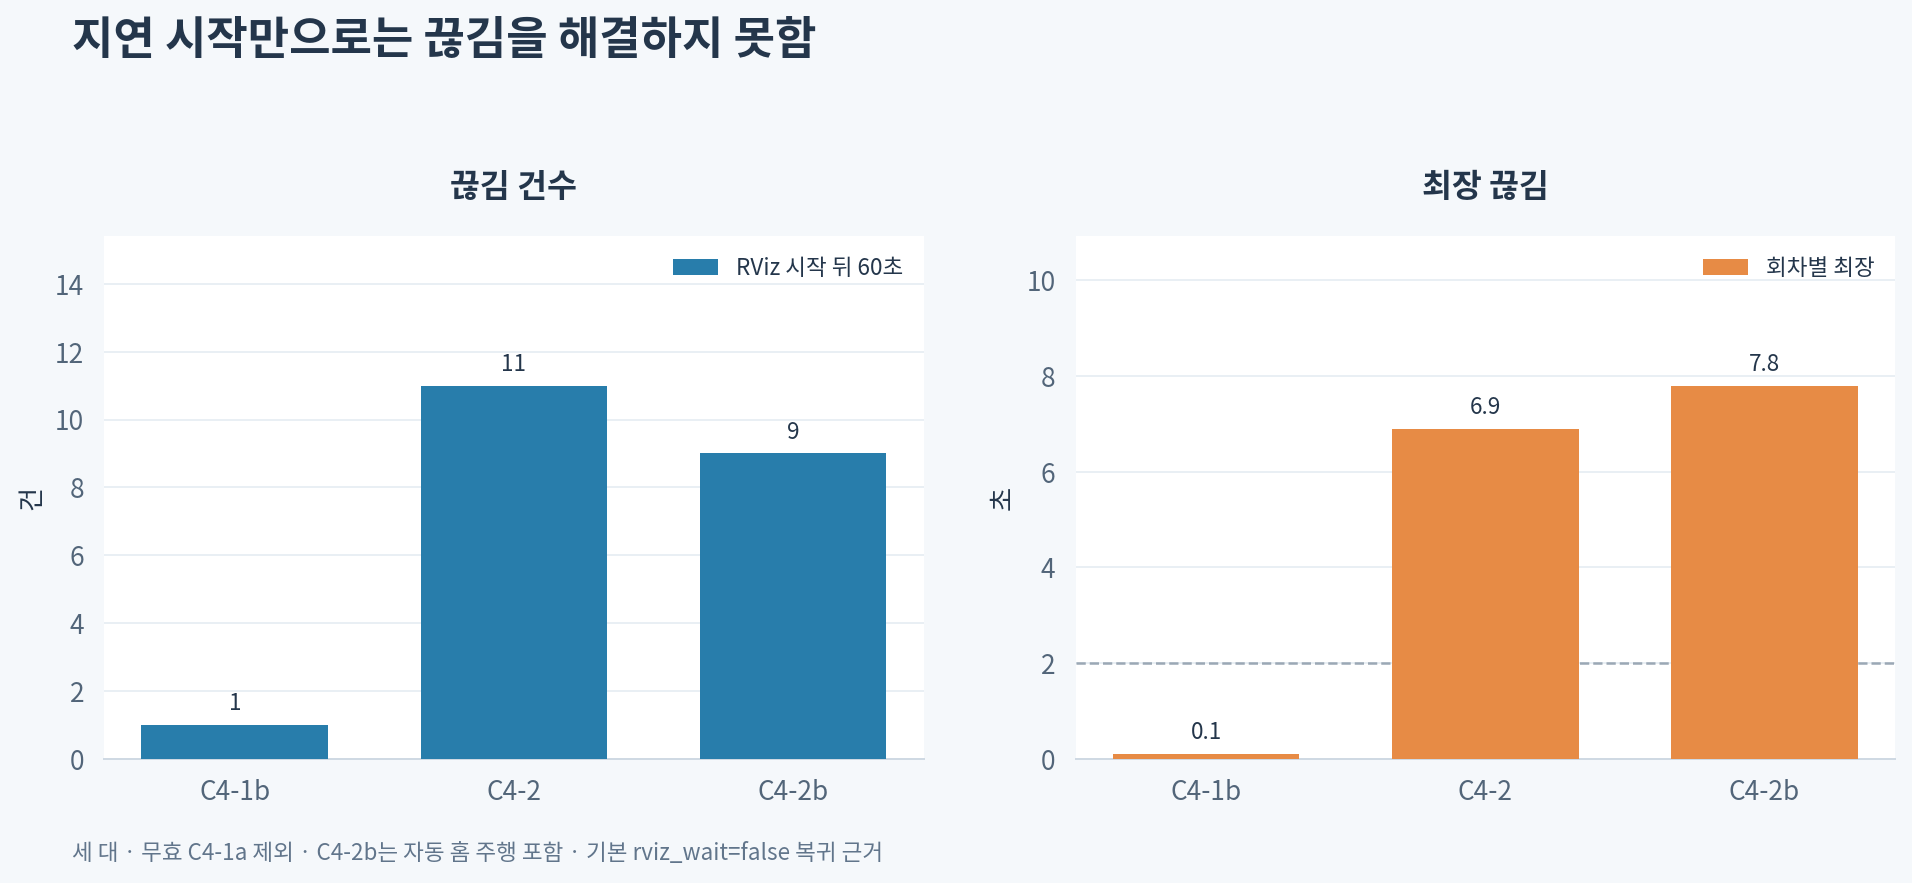 지연 시작만으로는 끊김을 해결하지 못함
끊김 건수
RViz 시작 뒤 60초
건
14
12
10
8
6
4
2
0
11
9
1
C4-1b
C4-2
C4-2b
최장 끊김
회차별 최장
초
10
8
6
4
2
0
7.8
6.9
0.1
C4-1b
C4-2
C4-2b
세 대 · 무효 C4-1a 제외 · C4-2b는 자동 홈 주행 포함 · 기본 rviz_wait=false 복귀 근거